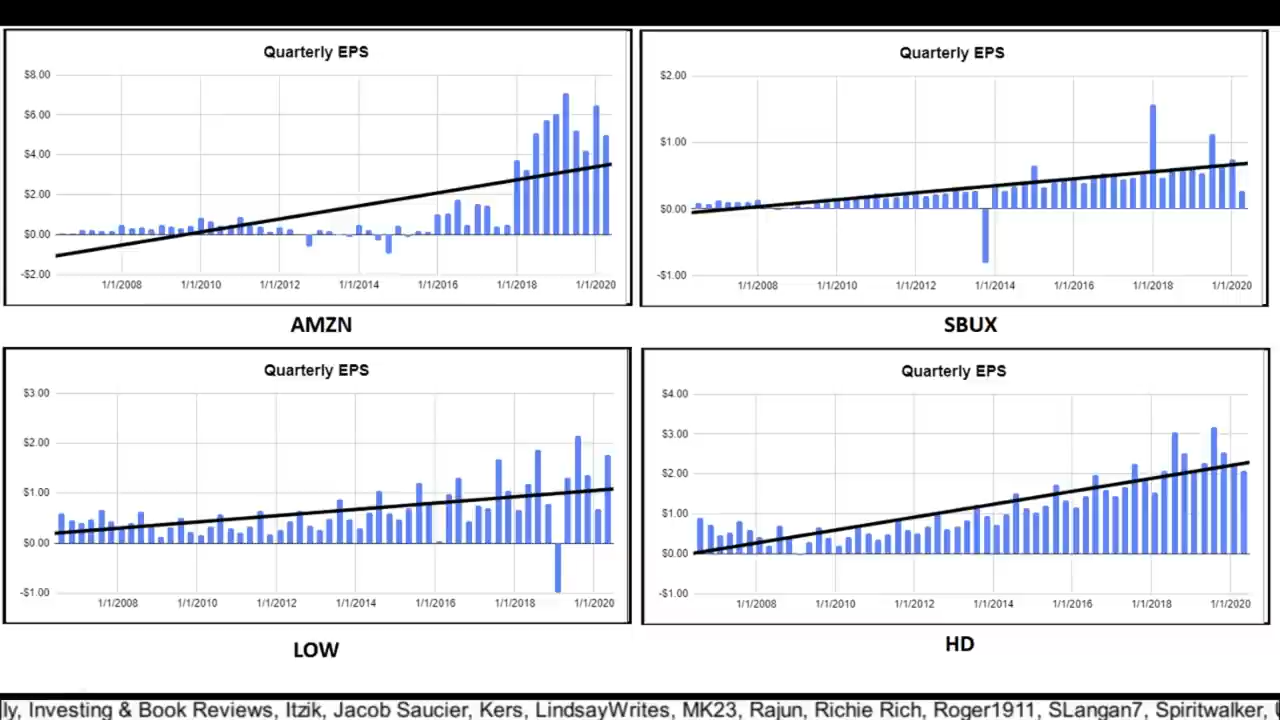 Quarterly EPS
$8.00
$6.00
$4.00
$2.00
$0.00
-$2.00
1/1/2008 1/1/2010 1/1/2012 1/1/2014 1/1/2016 1/1/2018 1/1/2020
AMZN
Quarterly EPS
$2.00
$1.00
$0.00
-$1.00
1/1/2008 1/1/2010 1/1/2012 1/1/2014 1/1/2016 1/1/2018 1/1/2020
SBUX
Quarterly EPS
$3.00
$2.00
$1.00
$0.00
-$1.00
1/1/2008 1/1/2010 1/1/2012 1/1/2014 1/1/2016 1/1/2018 1/1/2020
LOW
Quarterly EPS
$4.00
$3.00
$2.00
$1.00
$0.00
-$1.00
1/1/2008 1/1/2010 1/1/2012 1/1/2014 1/1/2016 1/1/2018 1/1/2020
HD
ly, Investing & Book Reviews, Itzik, Jacob Saucier, Kers, LindsayWrites, MK23, Rajun, Richie Rich, Roger1911, SLangan7, Spiritwalker,